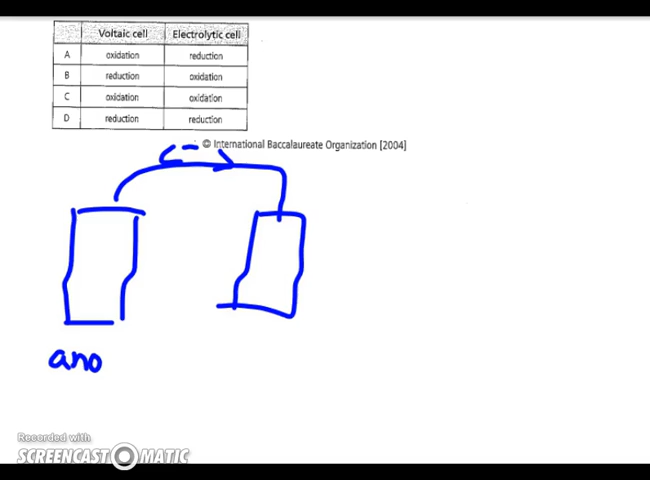 Voltaic cell Electrolytic cell
A oxidation reduction
B reduction oxidation
C oxidation oxidation
D reduction reduction
© International Baccalaureate Organization [2004]
e-
ano
Recorded with
SCREENCAST MATIC